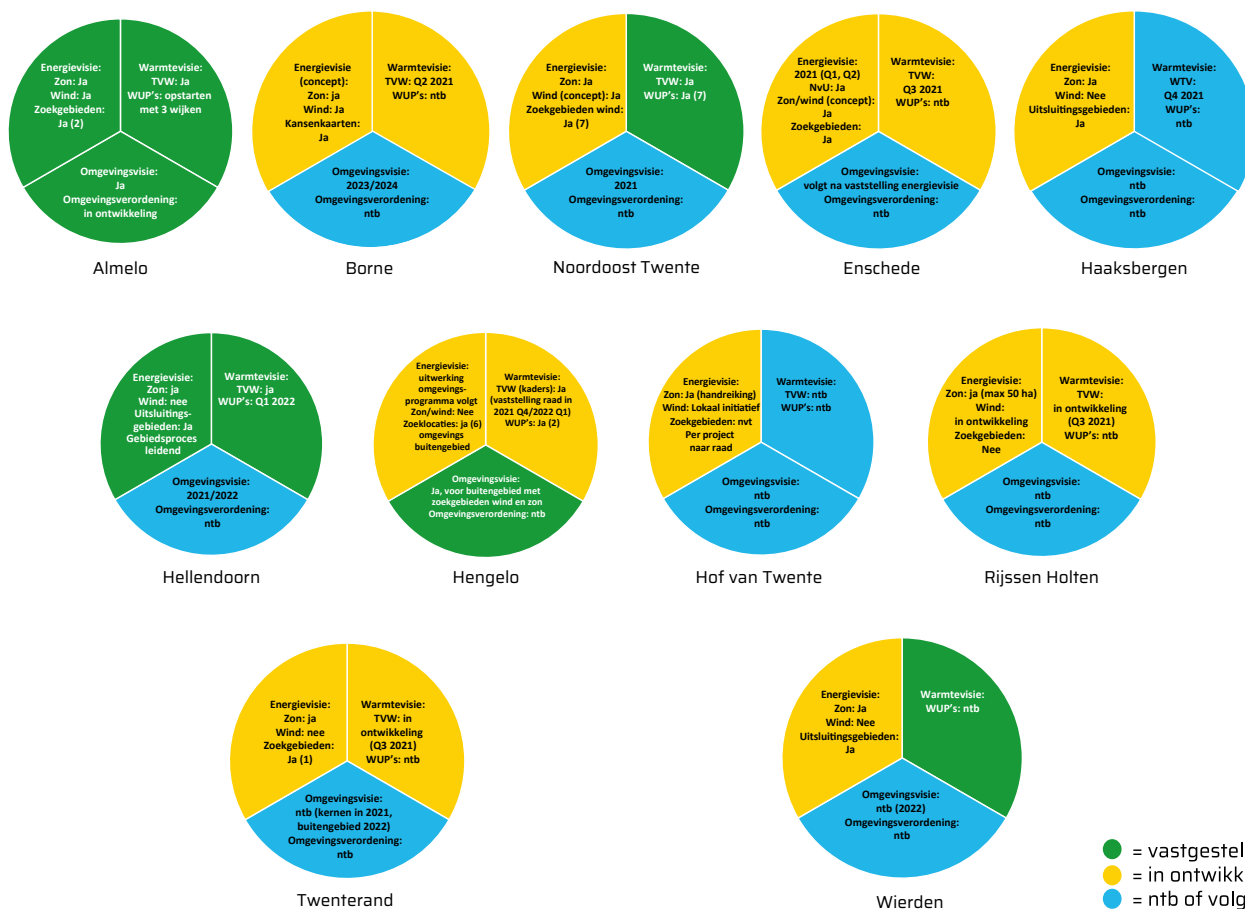 Energievisie:
Zon: Ja
Wind: Ja
Zoekgebieden:
Ja (2)
Warmtevisie:
TVW: Ja
WUP's: opstarten
met 3 wijken
Omgevingsvisie:
Ja
Omgevingsverordening:
in ontwikkeling
Almelo
Energievisie
(concept):
Zon: ja
Wind: Ja
Kansenkaarten:
Ja
Warmtevisie:
TVW: Q2 2021
WUP's: ntb
Omgevingsvisie:
2023/2024
Omgevingsverordening:
ntb
Borne
Energievisie:
Zon: Ja
Wind (concept): Ja
Zoekgebieden wind:
Ja (7)
Warmtevisie:
TVW: Ja
WUP's: Ja (7)
Omgevingsvisie:
2021
Omgevingsverordening:
ntb
Noordoost Twente
Energievisie:
2021 (Q1, Q2)
NvU: Ja
Zon/wind (concept):
Ja
Zoekgebieden:
Ja
Warmtevisie:
TVW:
Q3 2021
WUP's: ntb
Omgevingsvisie:
volgt na vaststelling energievisie
Omgevingsverordening:
ntb
Enschede
Energievisie:
Zon: Ja
Wind: Nee
Uitsluitingsgebieden:
Ja
Warmtevisie:
WTV:
Q4 2021
WUP's:
ntb
Omgevingsvisie:
ntb
Omgevingsverordening:
ntb
Haaksbergen
Energievisie:
Zon: ja
Wind: nee
Uitsluitings-
gebieden: Ja
Gebiedsproces
leidend
Warmtevisie:
TVW: ja
WUP's: Q1 2022
Omgevingsvisie:
2021/2022
Omgevingsverordening:
ntb
Hellendoorn
Energievisie:
uitwerking
omgevings-
programma volgt
Zon/wind: Nee
Zoeklocaties: ja (6)
omgevings
buitengebied
Warmtevisie:
TVW (kaders): Ja
(vaststelling raad in
2021 Q4/2022 Q1)
WUP's: Ja (2)
Omgevingsvisie:
Ja, voor buitengebied met
zoekgebieden wind en zon
Omgevingsverordening: ntb
Hengelo
Energievisie:
Zon: Ja (handreiking)
Wind: Lokaal initiatief
Zoekgebieden: nvt
Per project
naar raad
Warmtevisie:
TVW: ntb
WUP's: ntb
Omgevingsvisie:
ntb
Omgevingsverordening:
ntb
Hof van Twente
Energievisie:
Zon: ja (max 50 ha)
Wind:
in ontwikkeling
Zoekgebieden:
Nee
Warmtevisie:
TVW:
in ontwikkeling
(Q3 2021)
WUP's: ntb
Omgevingsvisie:
ntb
Omgevingsverordening:
ntb
Rijssen Holten
Energievisie:
Zon: ja
Wind: nee
Zoekgebieden:
Ja (1)
Warmtevisie:
TVW: in
ontwikkeling
(Q3 2021)
WUP's: ntb
Omgevingsvisie:
ntb (kernen in 2021,
buitengebied 2022)
Omgevingsverordening:
ntb
Twenterand
Energievisie:
Zon: Ja
Wind: Nee
Uitsluitingsgebieden:
Ja
Warmtevisie:
WUP's: ntb
Omgevingsvisie:
ntb (2022)
Omgevingsverordening:
ntb
Wierden
= vastgestel
= in ontwikk
= ntb of volg